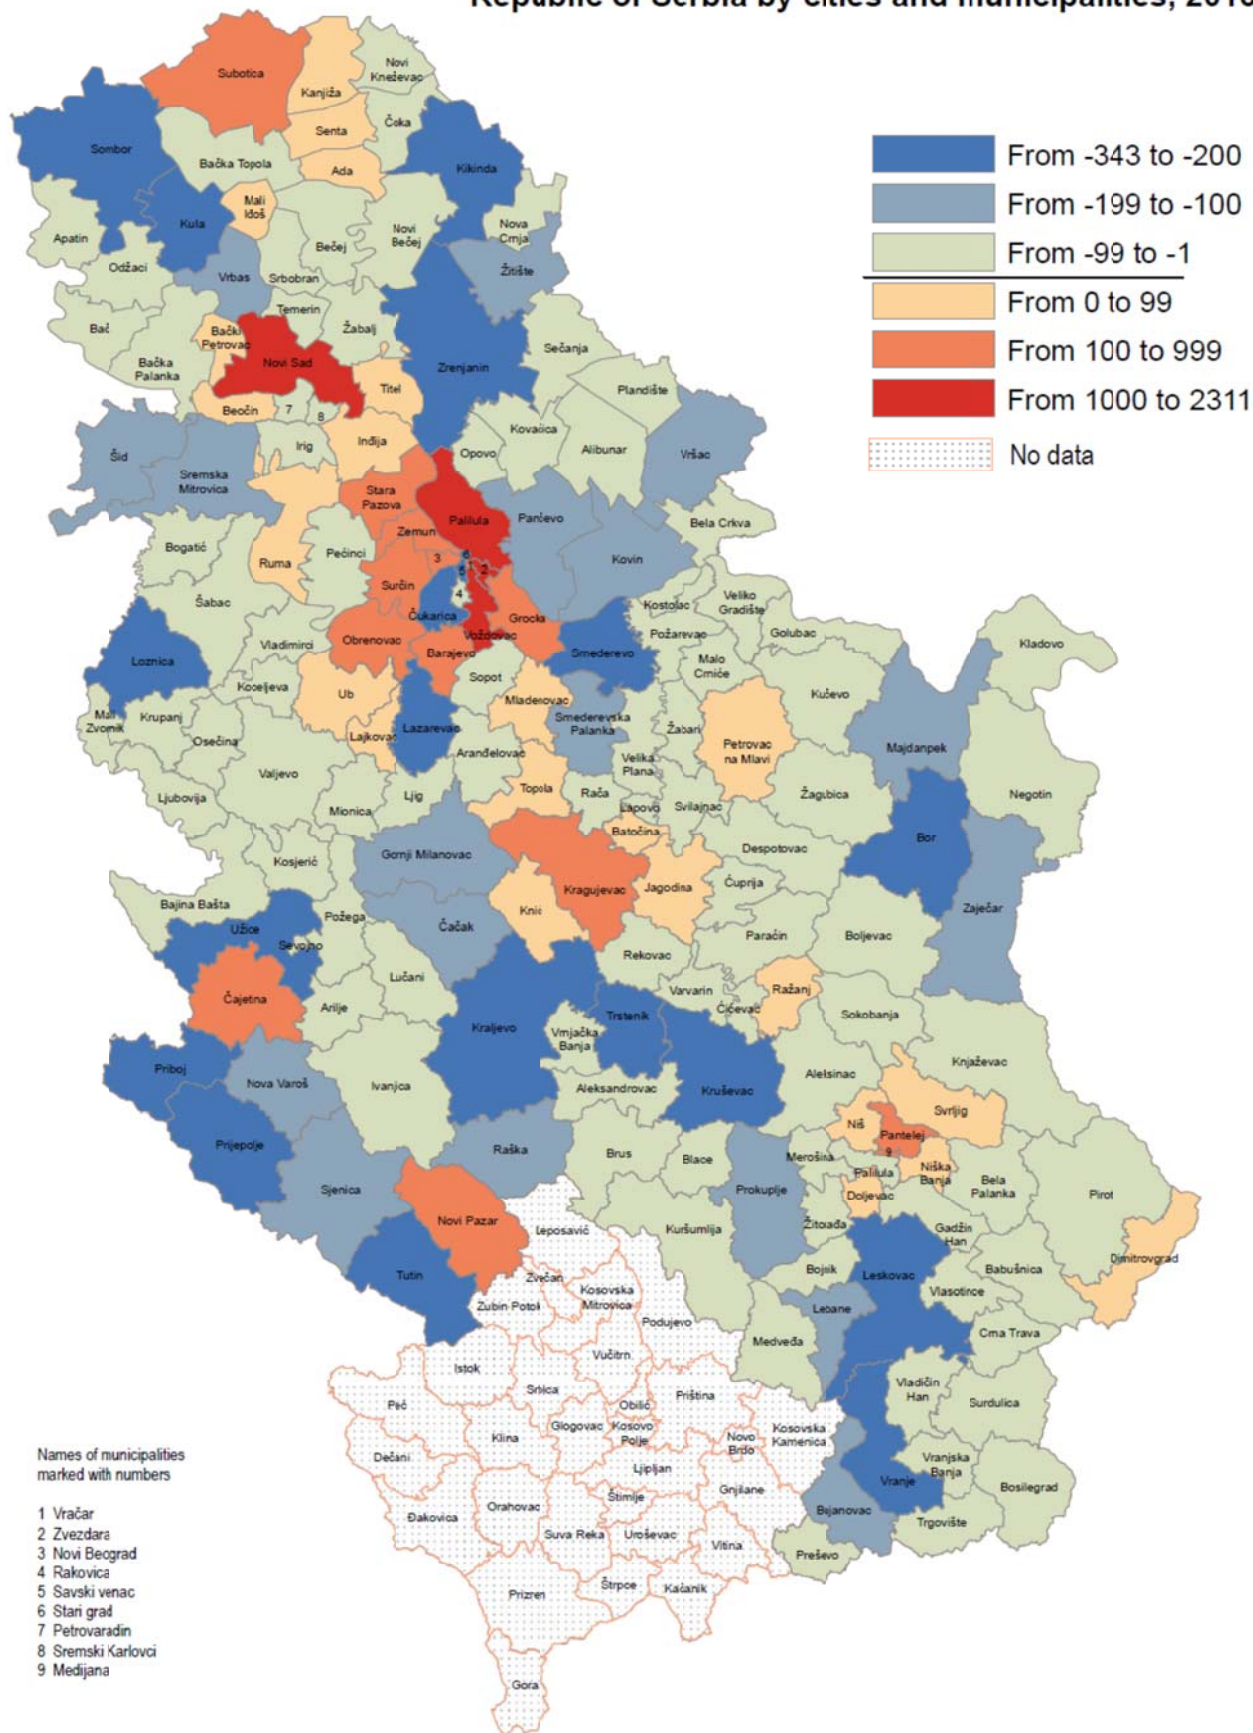 Republic of Serbia by cities and municipalities, 2016
Subotica
Kanjiža
Novi
Kneževac
Senta
Čoka
Sombor
Bačka Topola
Ada
Kikinda
Mali
Iđoš
Kula
Apatin
Bečej
Novi
Bečej
Nova
Crnja
Odžaci
Vrbas
Srbobran
Žitište
Temerin
Bač
Bački
Petrovac
Žabalj
Novi Sad
Bačka
Palanka
Zrenjanin
Sečanja
Titel
Plandište
Beočin
7
8
Irig
Inđija
Kovačica
Opovo
Alibunar
Vršac
Šid
Sremska
Mitrovica
Stara
Pazova
Palilula
Pančevo
Bela Crkva
Zemun
Bogatić
Ruma
Pećinci
3
6
5
2
4
Kovin
Surčin
Šabac
Čukarica
Grocka
Kostolac
Veliko
Gradište
Vladimirci
Obrenovac
Voždovac
Požarevac
Golubac
Kladovo
Loznica
Barajevo
Smederevo
Malo
Crniće
Koceljeva
Ub
Sopot
Kučevo
Mali
Zvornik
Krupanj
Mladenovac
Osečina
Lajkovac
Lazarevac
Smederevska
Palanka
Žabari
Petrovac
na Mlavi
Majdanpek
Valjevo
Aranđelovac
Velika
Plana
Ljubovija
Mionica
Ljig
Topola
Rača
Lapovo
Svilajnac
Žagubica
Negotin
Batočina
Bor
Gornji Milanovac
Despotovac
Kosjerić
Kragujevac
Jagodina
Ćuprija
Bajina Bašta
Knić
Zaječar
Požega
Čačak
Užice
Paraćin
Boljevac
Sevojno
Rekovac
Lučani
Varvarin
Ražanj
Čajetina
Arilje
Ćićevac
Sokobanja
Kraljevo
Trstenik
Vrnjačka
Banja
Knjaževac
Priboj
Nova Varoš
Ivanjica
Aleksandrovac
Kruševac
Aleksinac
Svrljig
Niš
Pantelej
Prijepolje
Raška
Brus
Blace
Merošina
9
Palilula
Niška
Banja
Bela
Palanka
Pirot
Sjenica
Prokuplje
Doljevac
Novi Pazar
Leposavić
Kuršumlija
Žitorađa
Gadžin
Han
Dimitrovgrad
Tutin
Zvečan
Bojnik
Leskovac
Babušnica
Zubin Potok
Kosovska
Mitrovica
Vlasotince
Podujevo
Lebane
Medveđa
Crna Trava
Vučitrn
Istok
Srbica
Priština
Vladičin
Han
Surdulica
Peć
Obilić
Glogovac
Kosovo
Polje
Kosovska
Kamenica
Klina
Novo
Brdo
Dečani
Ljipljan
Vranjska
Banja
Gnjilane
Vranje
Bosilegrad
Orahovac
Štimlje
Đakovica
Bujanovac
Trgovište
Suva Reka
Uroševac
Vitina
Preševo
Prizren
Štrpce
Kačanik
Gora
From -343 to -200
From -199 to -100
From -99 to -1
From 0 to 99
From 100 to 999
From 1000 to 2311
No data
Names of municipalities
marked with numbers
1 Vračar
2 Zvezdara
3 Novi Beograd
4 Rakovica
5 Savski venac
6 Stari grad
7 Petrovaradin
8 Sremski Karlovci
9 Medijana